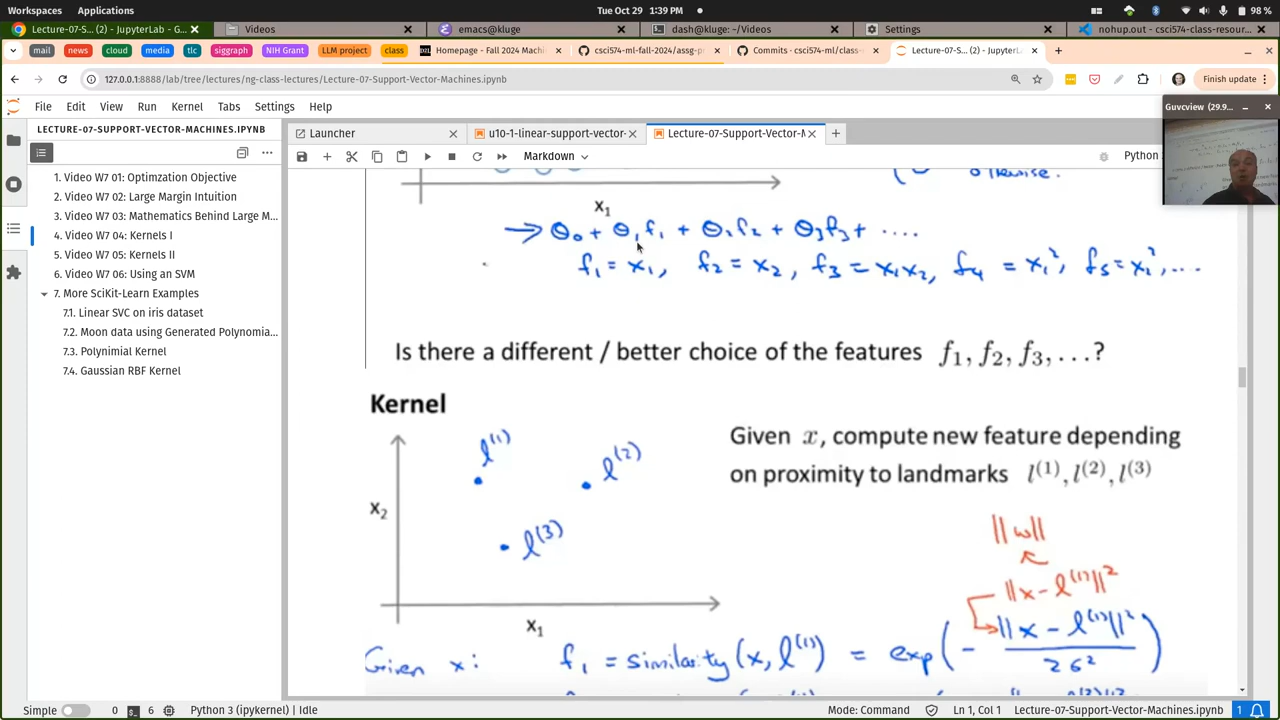 Workspaces Applications Tue Oct 29 1:39 PM 98 %
Lecture-07-S... (2) - JupyterLab - G... Videos emacs@kluge dash@kluge: ~/Videos Settings nohup.out - csci574-class-resour...
mail news cloud media tlc siggraph NIH Grant LLM project class Homepage - Fall 2024 Machin csci574-ml-fall-2024/assg-p Commits · csci574-ml/class- Lecture-07-S... (2) - JupyterL
127.0.0.1:8888/lab/tree/lectures/ng-class-lectures/Lecture-07-Support-Vector-Machines.ipynb Finish update
File Edit View Run Kernel Tabs Settings Help
Guvcview (29.9...
LECTURE-07-SUPPORT-VECTOR-MACHINES.IPYNB
Launcher u10-1-linear-support-vector- Lecture-07-Support-Vector-M
Markdown Python
1. Video W7 01: Optimzation Objective
2. Video W7 02: Large Margin Intuition
3. Video W7 03: Mathematics Behind Large M...
4. Video W7 04: Kernels I
5. Video W7 05: Kernels II
6. Video W7 06: Using an SVM
7. More SciKit-Learn Examples
7.1. Linear SVC on iris dataset
7.2. Moon data using Generated Polynomia...
7.3. Polynimial Kernel
7.4. Gaussian RBF Kernel
otherwise.
x₁
→ θ₀ + θ₁f₁ + θ₂f₂ + θ₃f₃ + ....
f₁ = x₁, f₂ = x₂, f₃ = x₁x₂, f₄ = x₁², f₅ = x₂², ...
Is there a different / better choice of the features f₁, f₂, f₃, . . .?
Kernel
Given x, compute new feature depending
on proximity to landmarks l⁽¹⁾, l⁽²⁾, l⁽³⁾
l⁽¹⁾
l⁽²⁾
x₂
l⁽³⁾
x₁
||w||
||x - l⁽¹⁾||²
Given x: f₁ = similarity(x, l⁽¹⁾) = exp(- ||x - l⁽¹⁾||² / 2σ²)
Simple 0 6 Python 3 (ipykernel) | Idle Mode: Command Ln 1, Col 1 Lecture-07-Support-Vector-Machines.ipynb 1